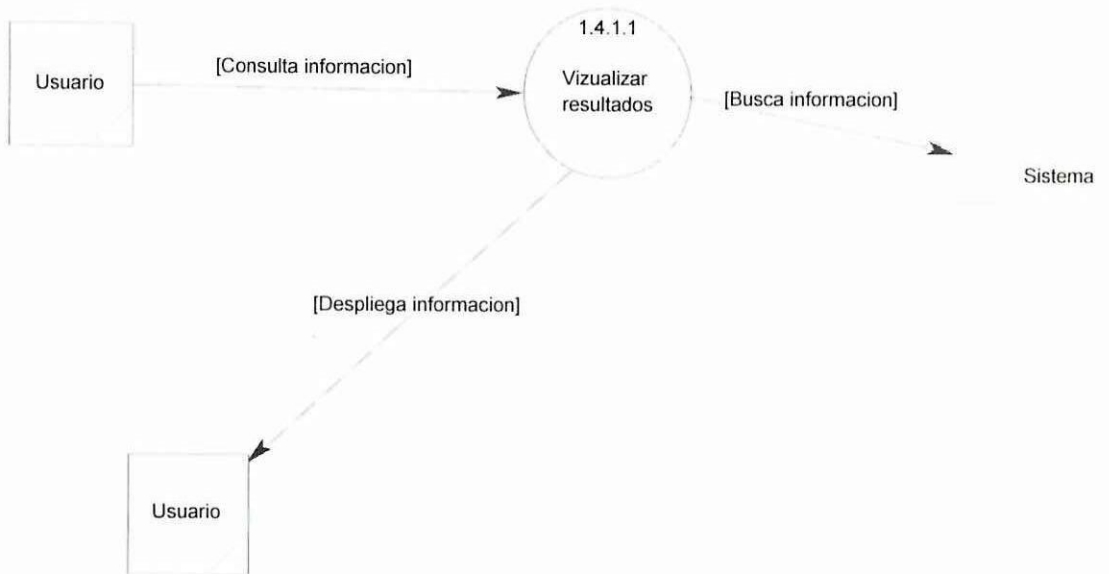 1.4.1.1
Usuario
[Consulta informacion]
Vizualizar
resultados
[Busca informacion]
Sistema
[Despliega informacion]
Usuario